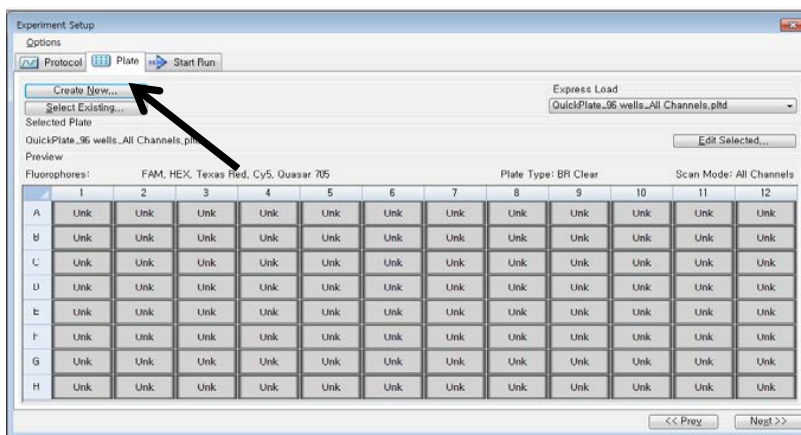 Experiment Setup
Options
Protocol Plate Start Run
Create New... Express Load
Select Existing... QuickPlate_96 wells_All Channels.pltd
Selected Plate
QuickPlate_96 wells_All Channels.pltd Edit Selected...
Preview
Fluorophores: FAM, HEX, Texas Red, Cy5, Quasar 705 Plate Type: BR Clear Scan Mode: All Channels
1 2 3 4 5 6 7 8 9 10 11 12
A Unk Unk Unk Unk Unk Unk Unk Unk Unk Unk Unk Unk
B Unk Unk Unk Unk Unk Unk Unk Unk Unk Unk Unk Unk
C Unk Unk Unk Unk Unk Unk Unk Unk Unk Unk Unk Unk
D Unk Unk Unk Unk Unk Unk Unk Unk Unk Unk Unk Unk
E Unk Unk Unk Unk Unk Unk Unk Unk Unk Unk Unk Unk
F Unk Unk Unk Unk Unk Unk Unk Unk Unk Unk Unk Unk
G Unk Unk Unk Unk Unk Unk Unk Unk Unk Unk Unk Unk
H Unk Unk Unk Unk Unk Unk Unk Unk Unk Unk Unk Unk
<< Prev Next >>